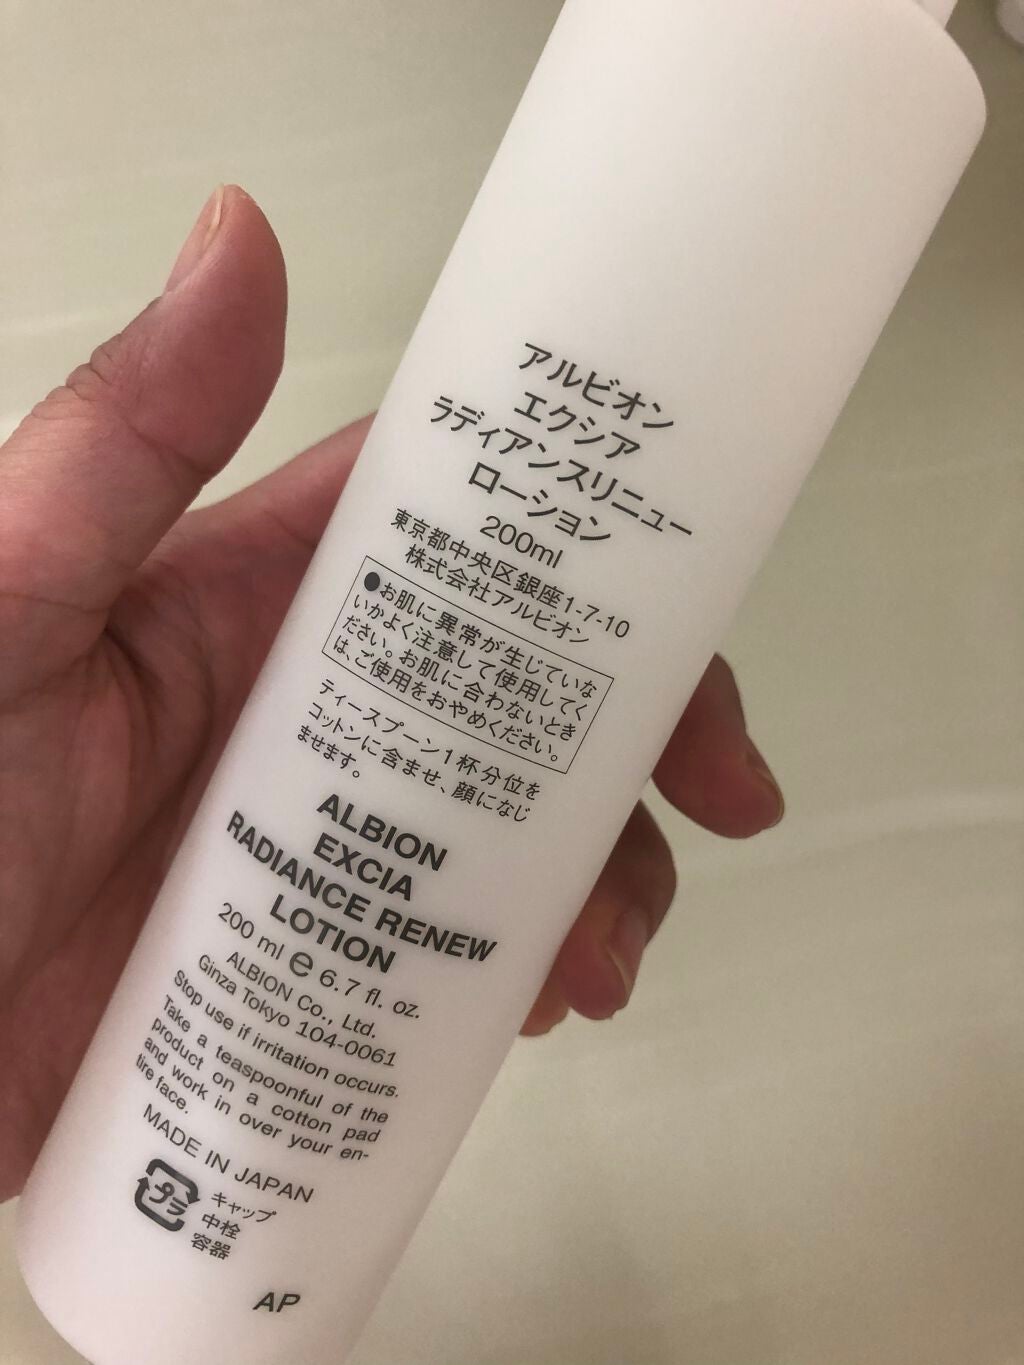 アルビオン
エクシア
ラディアンスリニュー
ローション
200ml
東京都中央区銀座1-7-10
株式会社アルビオン
●お肌に異常が生じていな
いかよく注意して使用してく
ださい。お肌に合わないとき
は、ご使用をおやめください。
ティースプーン1杯分位を
コットンに含ませ、顔になじ
ませます。
ALBION
EXCIA
RADIANCE RENEW
LOTION
200 ml ℮ 6.7 fl. oz.
ALBION Co., Ltd.
Ginza Tokyo 104-0061
Stop use if irritation occurs.
Take a teaspoonful of the
product on a cotton pad
and work in over your en-
tire face.
MADE IN JAPAN
プラ
キャップ
中栓
容器
AP